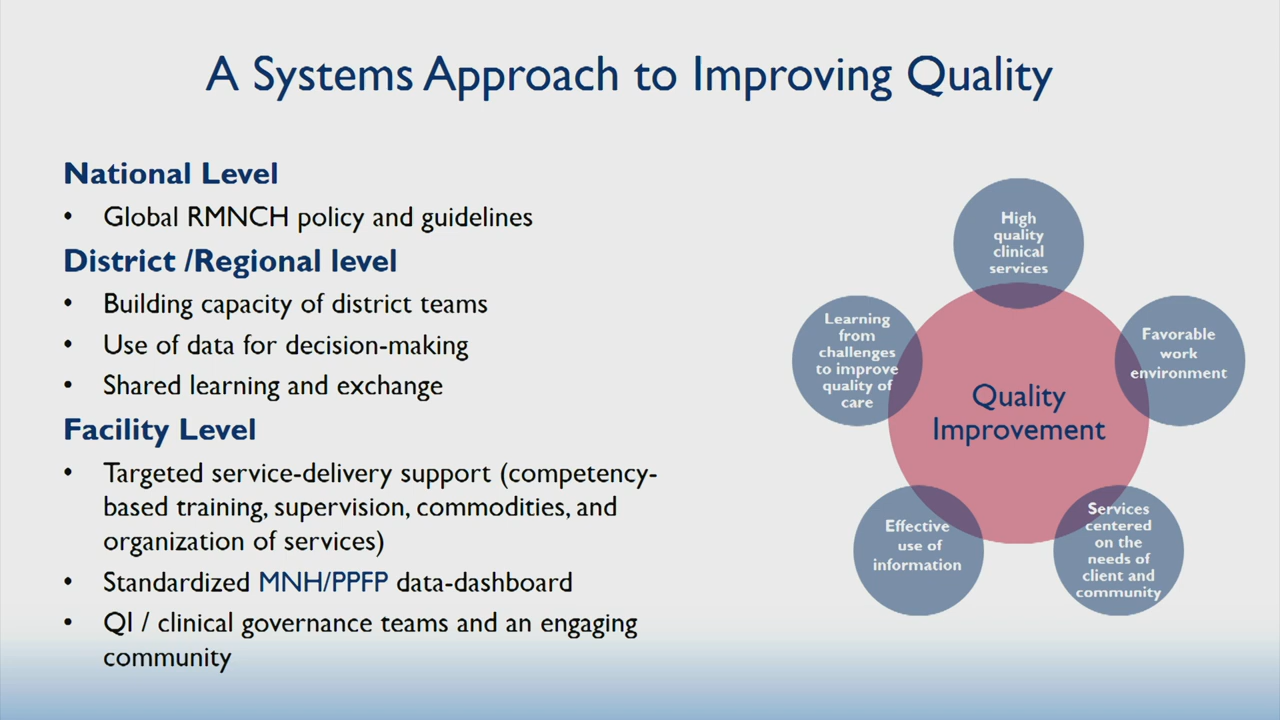 A Systems Approach to Improving Quality
National Level
• Global RMNCH policy and guidelines
District /Regional level
• Building capacity of district teams
• Use of data for decision-making
• Shared learning and exchange
Facility Level
• Targeted service-delivery support (competency-
based training, supervision, commodities, and
organization of services)
• Standardized MNH/PPFP data-dashboard
• QI / clinical governance teams and an engaging
community
High
quality
clinical
services
Favorable
work
environment
Services
centered
on the
needs of
client and
community
Effective
use of
information
Learning
from
challenges
to improve
quality of
care
Quality
Improvement